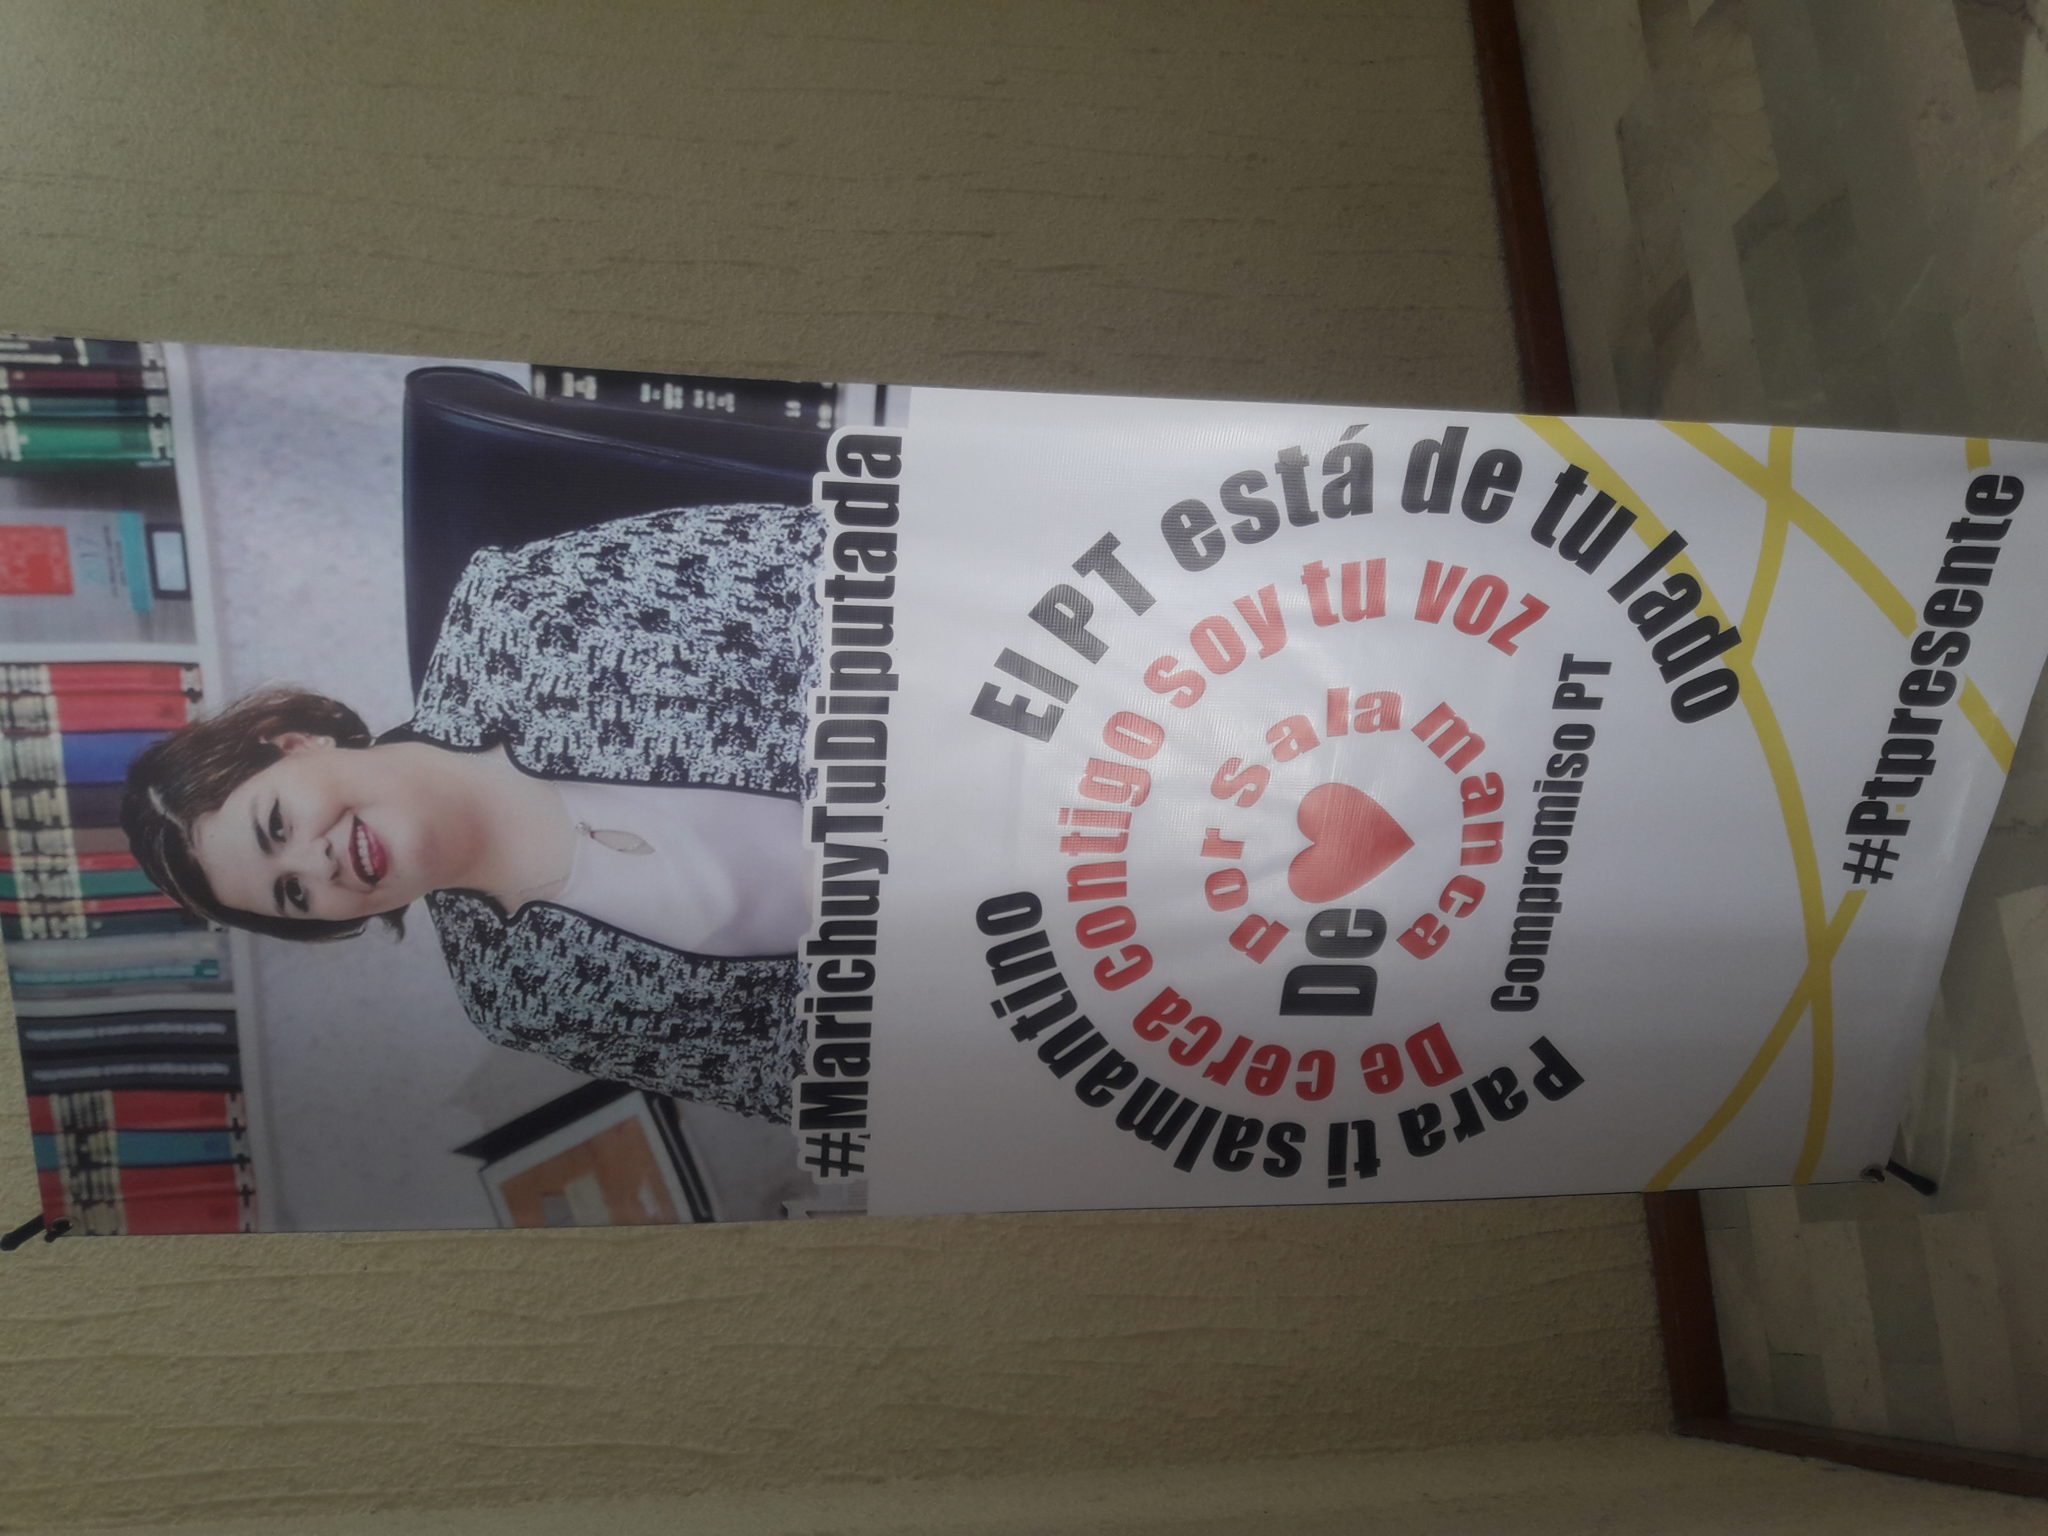 #MarichuyTuDiputada
Para ti salmantino
El PT está de tu lado
De cerca contigo soy tu voz
por salamanca
De
Compromiso PT
#Ptpresente